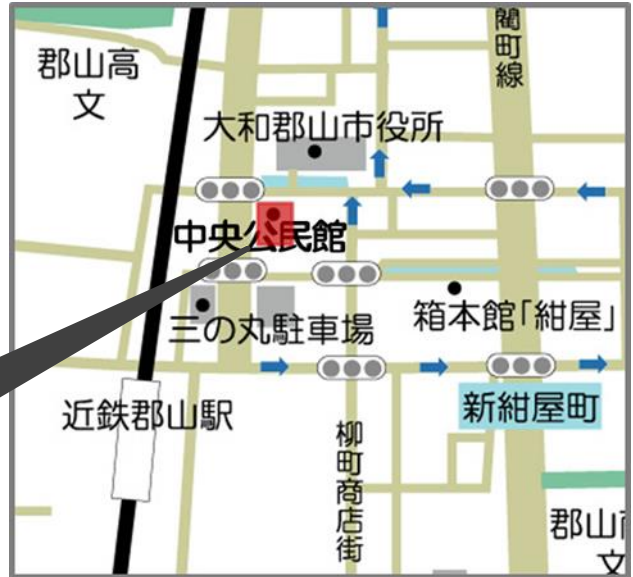 郡山高
文
藺町線
大和郡山市役所
中央公民館
三の丸駐車場
箱本館「紺屋」
近鉄郡山駅
新紺屋町
柳町商店街
郡山
文